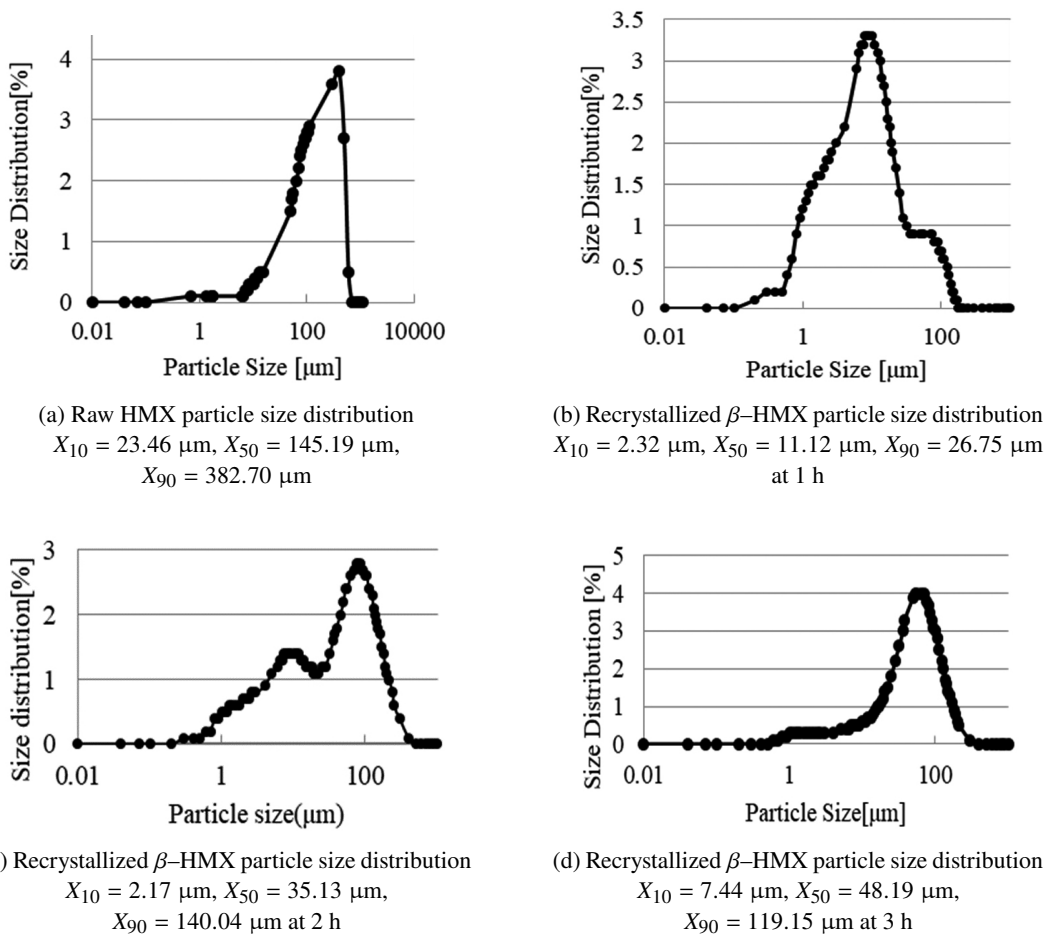 4
3
2
1
0
0.01
1
100
10000
Size Distribution[%]
Particle Size [µm]
(a) Raw HMX particle size distribution
X10 = 23.46 µm, X50 = 145.19 µm,
X90 = 382.70 µm
3.5
3
2.5
2
1.5
1
0.5
0
0.01
1
100
Size Distribution[%]
Particle Size [µm]
(b) Recrystallized β–HMX particle size distribution
X10 = 2.32 µm, X50 = 11.12 µm, X90 = 26.75 µm
at 1 h
3
2
1
0
0.01
1
100
Size distribution[%]
Particle size(µm)
) Recrystallized β–HMX particle size distribution
X10 = 2.17 µm, X50 = 35.13 µm,
X90 = 140.04 µm at 2 h
5
4
3
2
1
0
0.01
1
100
Size Distribution [%]
Particle Size[µm]
(d) Recrystallized β–HMX particle size distribution
X10 = 7.44 µm, X50 = 48.19 µm,
X90 = 119.15 µm at 3 h